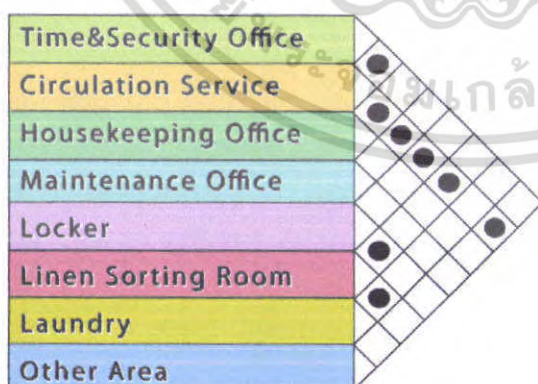 Time&Security Office
Circulation Service
Housekeeping Office
Maintenance Office
Locker
Linen Sorting Room
Laundry
Other Area